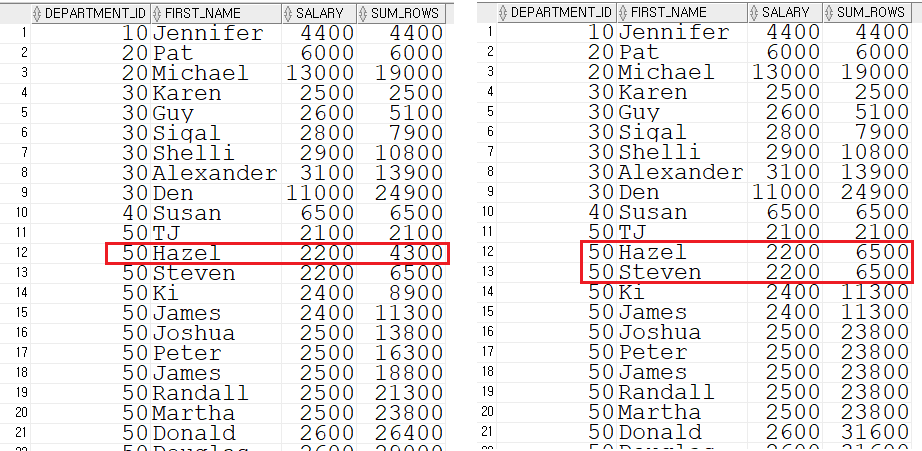 DEPARTMENT_ID FIRST_NAME SALARY SUM_ROWS
1 10 Jennifer 4400 4400
2 20 Pat 6000 6000
3 20 Michael 13000 19000
4 30 Karen 2500 2500
5 30 Guy 2600 5100
6 30 Sigal 2800 7900
7 30 Shelli 2900 10800
8 30 Alexander 3100 13900
9 30 Den 11000 24900
10 40 Susan 6500 6500
11 50 TJ 2100 2100
12 50 Hazel 2200 4300
13 50 Steven 2200 6500
14 50 Ki 2400 8900
15 50 James 2400 11300
16 50 Joshua 2500 13800
17 50 Peter 2500 16300
18 50 James 2500 18800
19 50 Randall 2500 21300
20 50 Martha 2500 23800
21 50 Donald 2600 26400
DEPARTMENT_ID FIRST_NAME SALARY SUM_ROWS
1 10 Jennifer 4400 4400
2 20 Pat 6000 6000
3 20 Michael 13000 19000
4 30 Karen 2500 2500
5 30 Guy 2600 5100
6 30 Sigal 2800 7900
7 30 Shelli 2900 10800
8 30 Alexander 3100 13900
9 30 Den 11000 24900
10 40 Susan 6500 6500
11 50 TJ 2100 2100
12 50 Hazel 2200 6500
13 50 Steven 2200 6500
14 50 Ki 2400 11300
15 50 James 2400 11300
16 50 Joshua 2500 23800
17 50 Peter 2500 23800
18 50 James 2500 23800
19 50 Randall 2500 23800
20 50 Martha 2500 23800
21 50 Donald 2600 31600